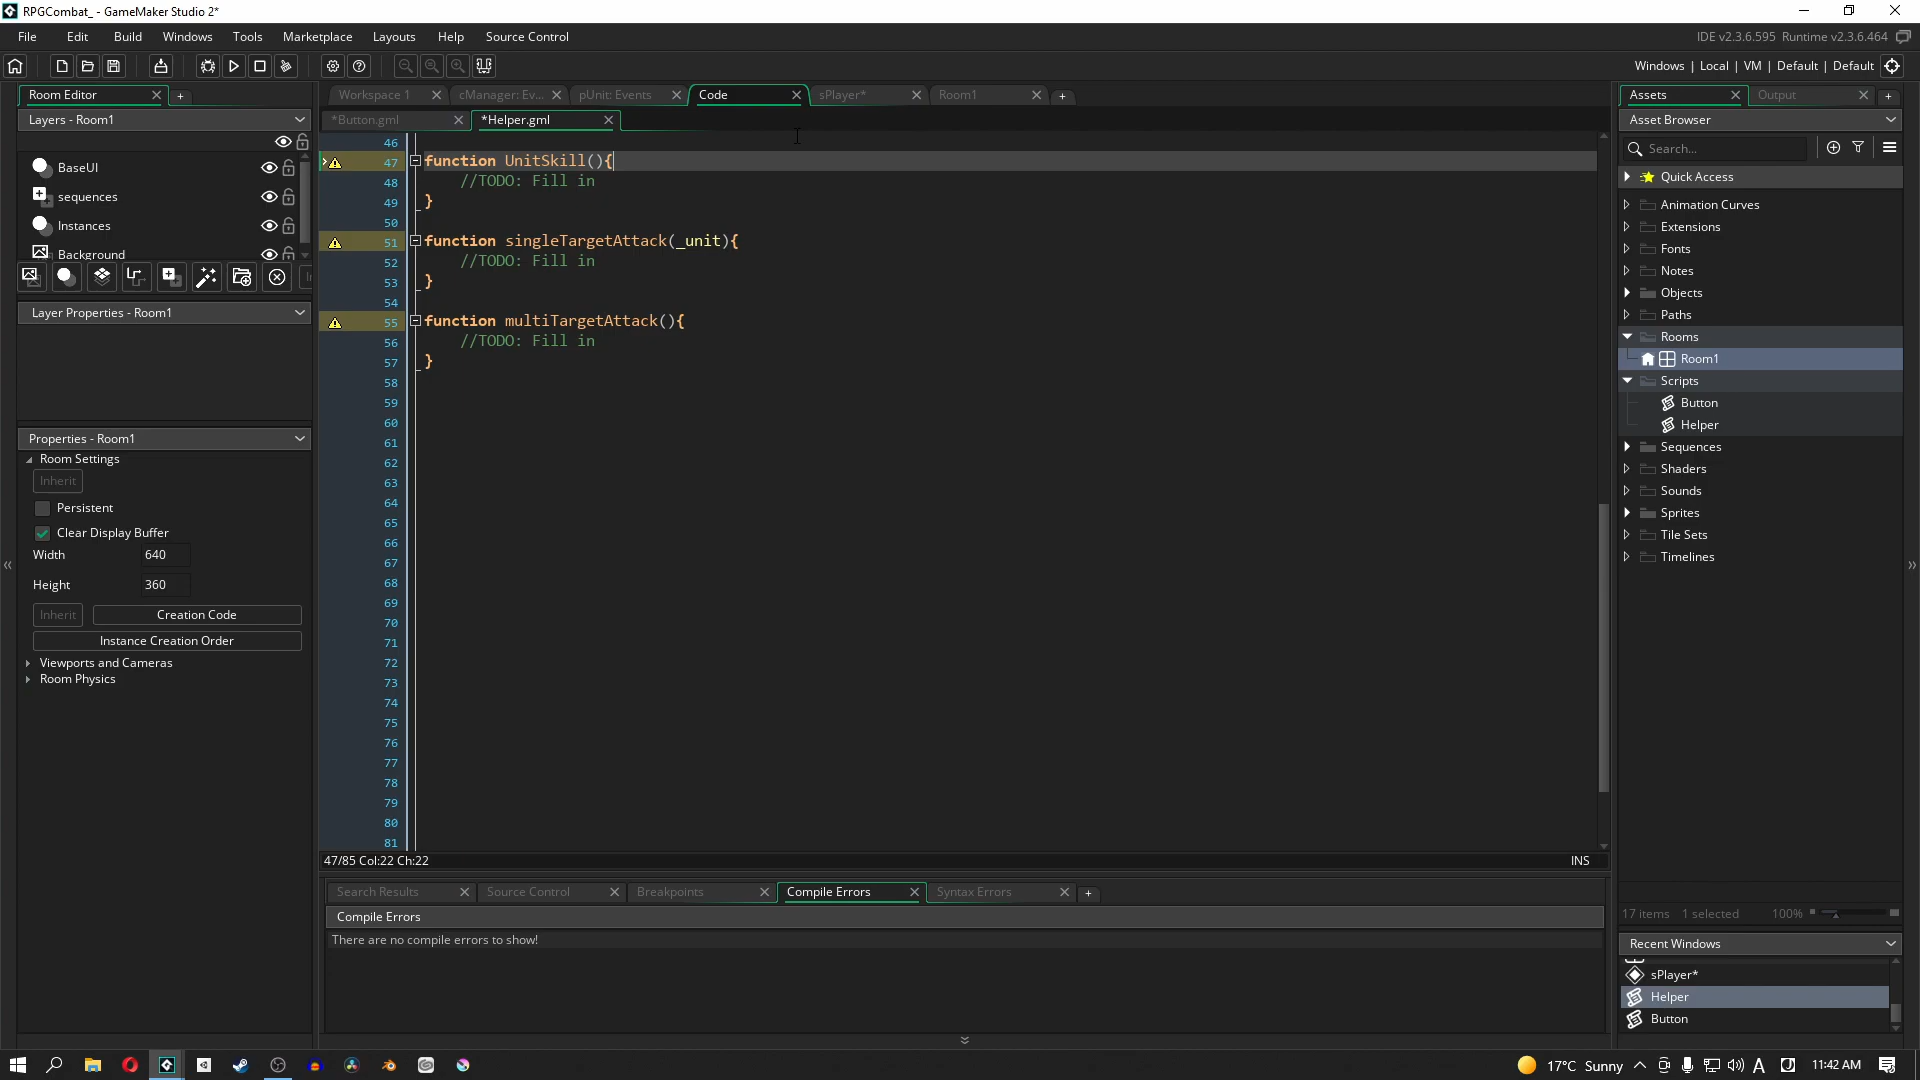 RPGCombat_ - GameMaker Studio 2*
File Edit Build Windows Tools Marketplace Layouts Help Source Control
IDE v2.3.6.595 Runtime v2.3.6.464
Windows | Local | VM | Default | Default
Room Editor
Workspace 1 cManager: Ev... pUnit: Events Code sPlayer* Room1
Assets Output
Layers - Room1
*Button.gml *Helper.gml
Asset Browser
Search...
BaseUI
sequences
Instances
Background
Layer Properties - Room1
Properties - Room1
Room Settings
Inherit
Persistent
Clear Display Buffer
Width 640
Height 360
Inherit Creation Code
Instance Creation Order
Viewports and Cameras
Room Physics
46
47 function UnitSkill(){
48 //TODO: Fill in
49 }
50
51 function singleTargetAttack(_unit){
52 //TODO: Fill in
53 }
54
55 function multiTargetAttack(){
56 //TODO: Fill in
57 }
58
59
60
61
62
63
64
65
66
67
68
69
70
71
72
73
74
75
76
77
78
79
80
81
47/85 Col:22 Ch:22 INS
Search Results Source Control Breakpoints Compile Errors Syntax Errors
Compile Errors
There are no compile errors to show!
Quick Access
Animation Curves
Extensions
Fonts
Notes
Objects
Paths
Rooms
Room1
Scripts
Button
Helper
Sequences
Shaders
Sounds
Sprites
Tile Sets
Timelines
17 items 1 selected 100%
Recent Windows
sPlayer*
Helper
Button
17°C Sunny A 11:42 AM